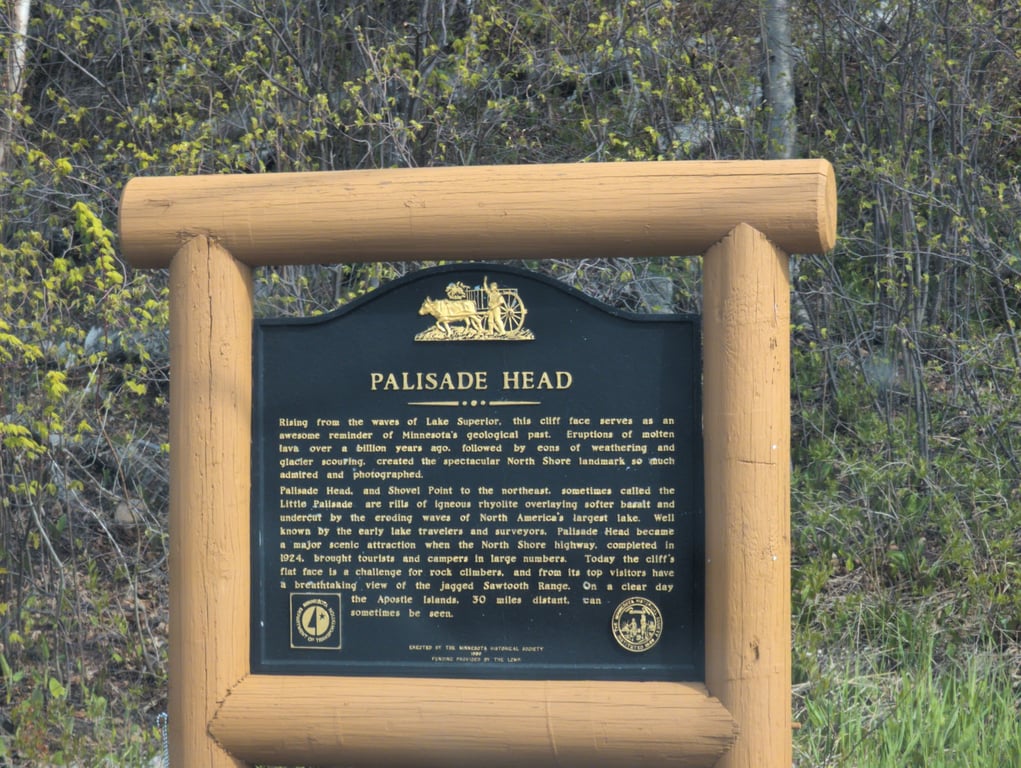 PALISADE HEAD
Rising from the waves of Lake Superior, this cliff face serves as an
awesome reminder of Minnesota's geological past. Eruptions of molten
lava over a billion years ago, followed by eons of weathering and
glacier scouring, created the spectacular North Shore landmark so much
admired and photographed.
Palisade Head, and Shovel Point to the northeast, sometimes called the
Little Palisade, are rills of igneous rhyolite overlaying softer basalt and
undercut by the eroding waves of North America's largest lake. Well
known by the early lake travelers and surveyors, Palisade Head became
a major scenic attraction when the North Shore highway, completed in
1924, brought tourists and campers in large numbers. Today the cliff's
flat face is a challenge for rock climbers, and from its top visitors have
a breathtaking view of the jagged Sawtooth Range. On a clear day
the Apostle Islands, 30 miles distant, can
sometimes be seen.
ERECTED BY THE MINNESOTA HISTORICAL SOCIETY
FUNDING PROVIDED BY THE LCMR